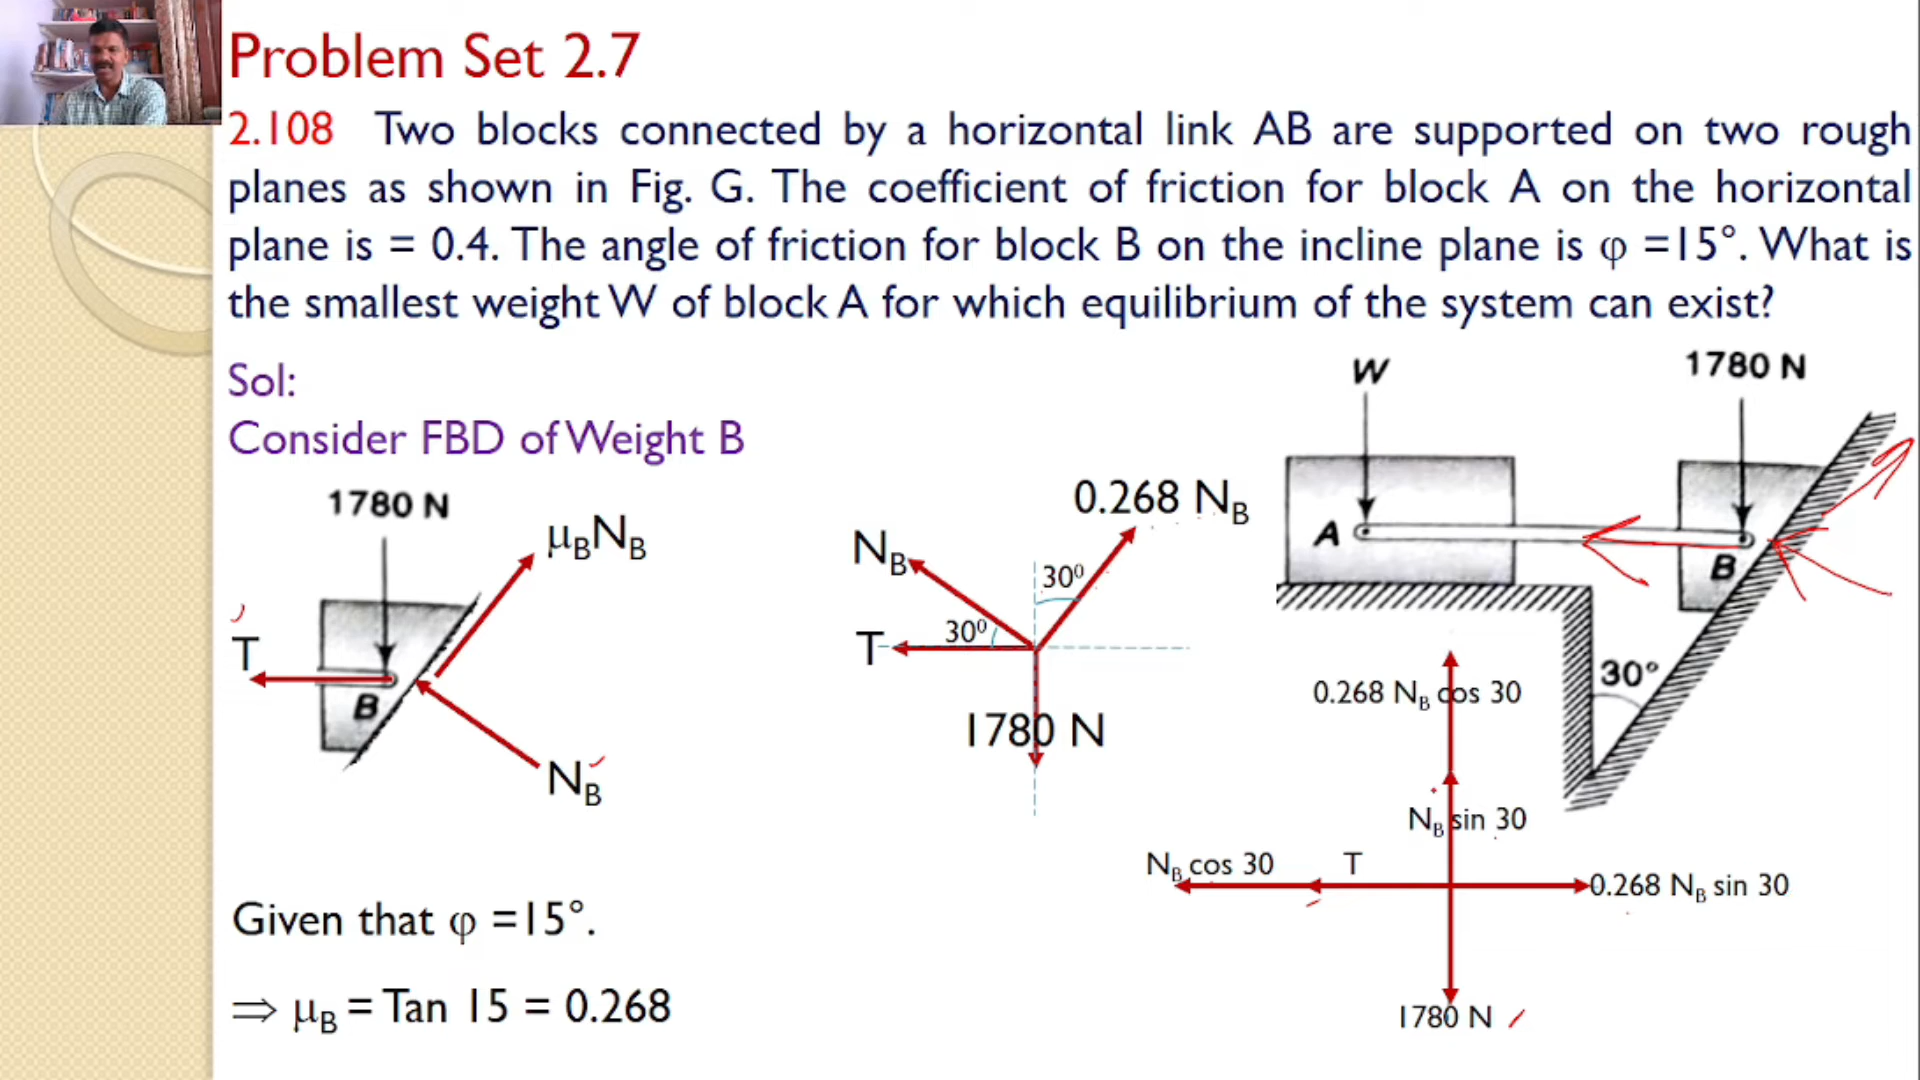 Problem Set 2.7
2.108 Two blocks connected by a horizontal link AB are supported on two rough
planes as shown in Fig. G. The coefficient of friction for block A on the horizontal
plane is = 0.4. The angle of friction for block B on the incline plane is φ =15°. What is
the smallest weight W of block A for which equilibrium of the system can exist?
Sol:
Consider FBD of Weight B
1780 N
μBNB
T
B
NB
0.268 NB
NB
30⁰
30⁰
T
1780 N
W
1780 N
A
B
30°
0.268 NB cos 30
NB sin 30
NB cos 30
T
0.268 NB sin 30
1780 N
Given that φ =15°.
⇒ μB = Tan 15 = 0.268